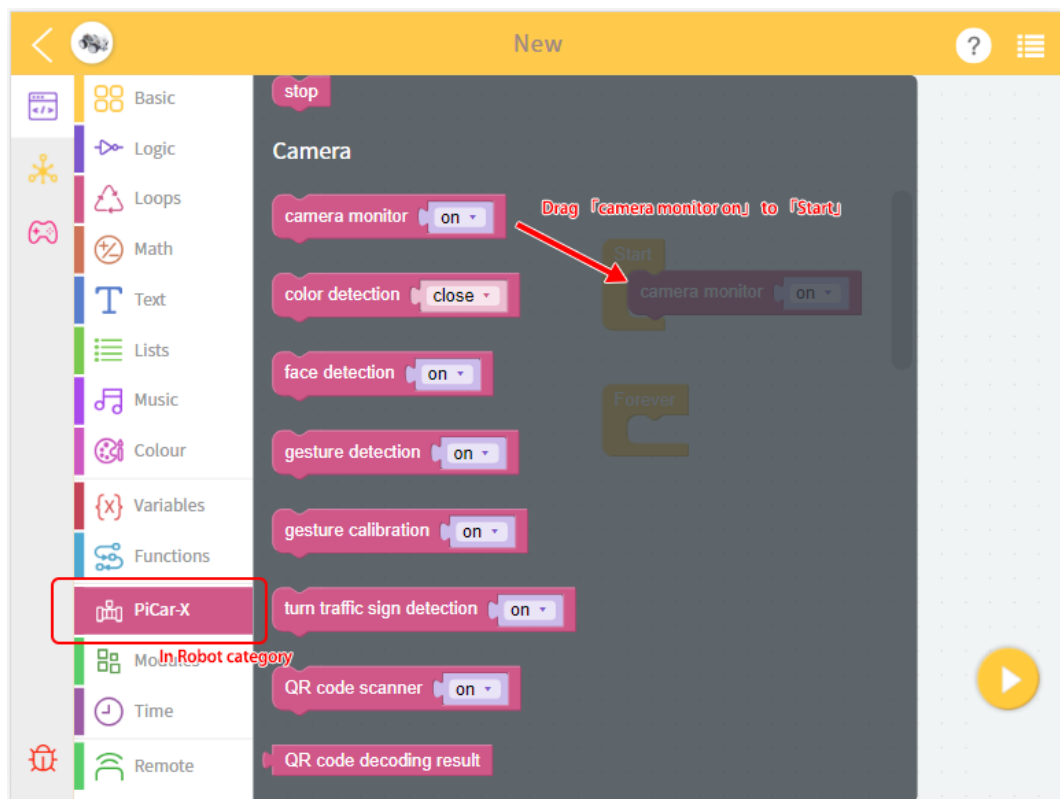 New
?
Basic
Logic
Loops
Math
Text
Lists
Music
Colour
Variables
Functions
PiCar-X
In Robot category
Modules
Time
Remote
stop
Camera
camera monitor on
Drag 「camera monitor on」 to 「Start」
Start
camera monitor on
color detection close
face detection on
Forever
gesture detection on
gesture calibration on
turn traffic sign detection on
QR code scanner on
QR code decoding result